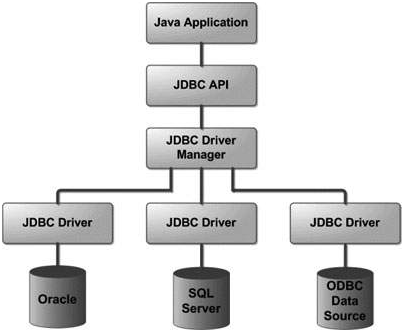 Java Application
JDBC API
JDBC Driver
Manager
JDBC Driver
JDBC Driver
JDBC Driver
Oracle
SQL
Server
ODBC
Data
Source